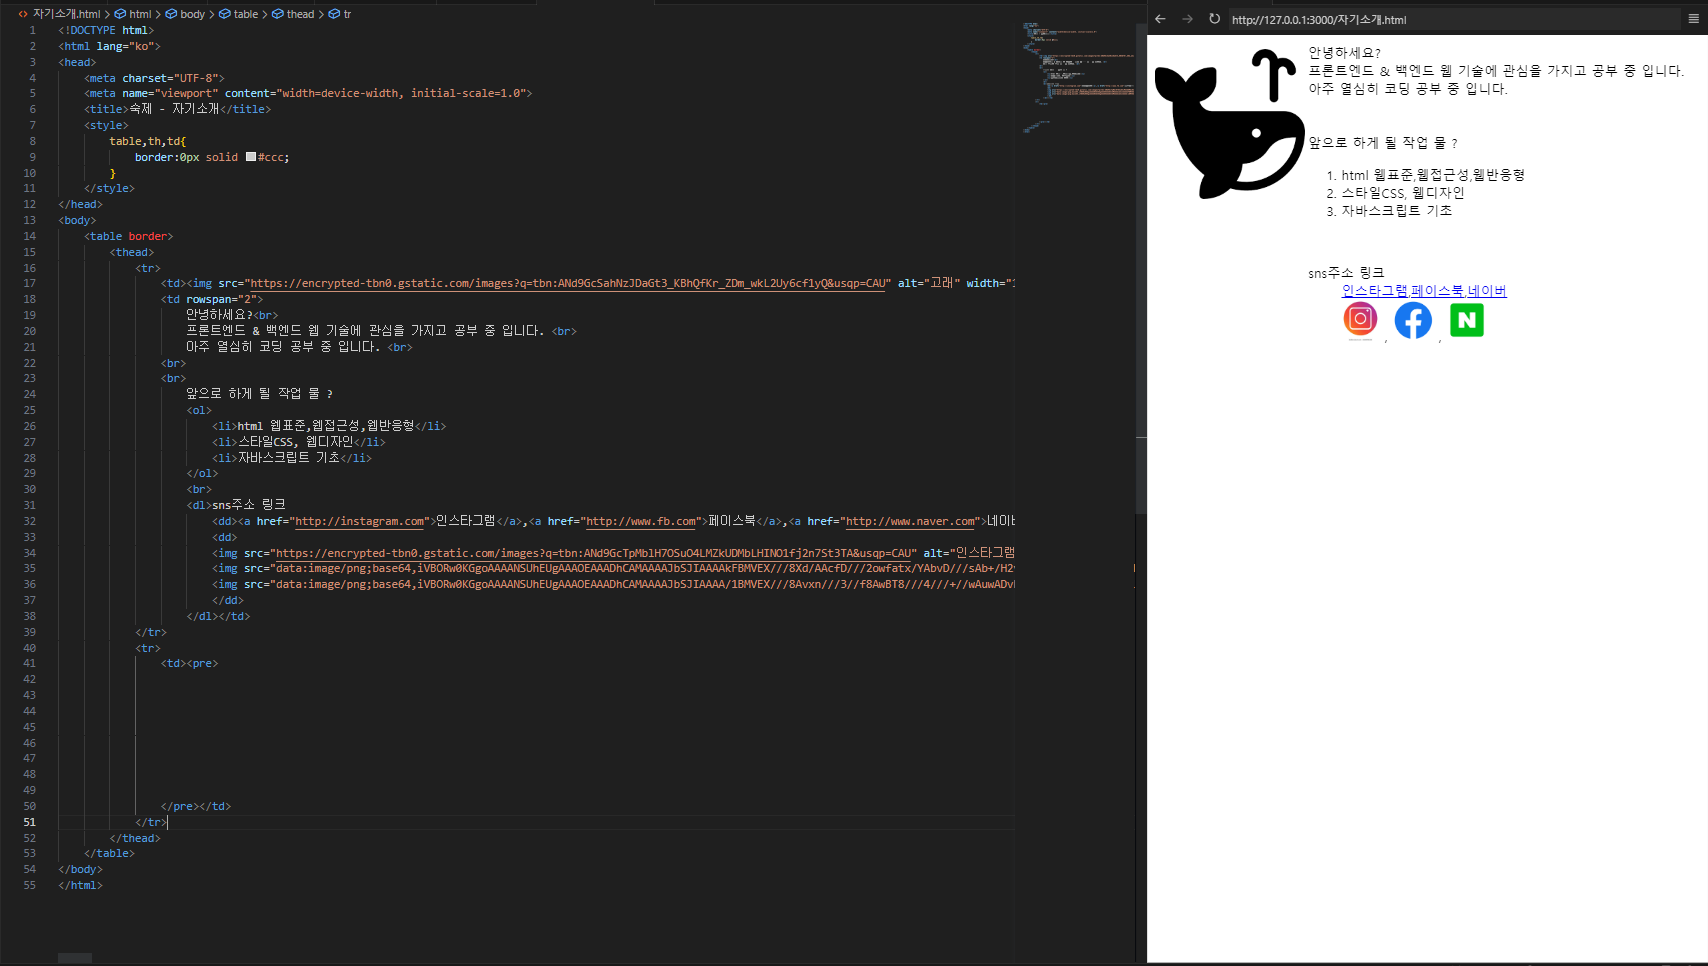 자기소개.html > html > body > table > thead > tr
1 <!DOCTYPE html>
2 <html lang="ko">
3 <head>
4 <meta charset="UTF-8">
5 <meta name="viewport" content="width=device-width, initial-scale=1.0">
6 <title>숙제 - 자기소개</title>
7 <style>
8 table,th,td{
9 border:0px solid #ccc;
10 }
11 </style>
12 </head>
13 <body>
14 <table border>
15 <thead>
16 <tr>
17 <td><img src="https://encrypted-tbn0.gstatic.com/images?q=tbn:ANd9GcSahNzJDaGt3_KBhQfKr_ZDm_wkL2Uy6cf1yQ&usqp=CAU" alt="고래" width="1
18 <td rowspan="2">
19 안녕하세요?<br>
20 프론트엔드 & 백엔드 웹 기술에 관심을 가지고 공부 중 입니다. <br>
21 아주 열심히 코딩 공부 중 입니다. <br>
22 <br>
23 <br>
24 앞으로 하게 될 작업 물 ?
25 <ol>
26 <li>html 웹표준,웹접근성,웹반응형</li>
27 <li>스타일CSS, 웹디자인</li>
28 <li>자바스크립트 기초</li>
29 </ol>
30 <br>
31 <dl>sns주소 링크
32 <dd><a href="http://instagram.com">인스타그램</a>,<a href="http://www.fb.com">페이스북</a>,<a href="http://www.naver.com">네이버
33 <dd>
34 <img src="https://encrypted-tbn0.gstatic.com/images?q=tbn:ANd9GcTpMblH7OSuO4LMZkUDMbLHINO1fj2n7St3TA&usqp=CAU" alt="인스타그램
35 <img src="data:image/png;base64,iVBORw0KGgoAAAANSUhEUgAAAOEAAADhCAMAAAAJbSJIAAAAkFBMVEX///8Xd/AAcfD///2owfatx/YAbvD///sAb+/H29
36 <img src="data:image/png;base64,iVBORw0KGgoAAAANSUhEUgAAAOEAAADhCAMAAAAJbSJIAAAA/1BMVEX///8Avxn///3//f8AwBT8///4///+//wAuwADvl
37 </dd>
38 </dl></td>
39 </tr>
40 <tr>
41 <td><pre>
42
43
44
45
46
47
48
49
50 </pre></td>
51 </tr>
52 </thead>
53 </table>
54 </body>
55 </html>
http://127.0.0.1:3000/자기소개.html
안녕하세요?
프론트엔드 & 백엔드 웹 기술에 관심을 가지고 공부 중 입니다.
아주 열심히 코딩 공부 중 입니다.
앞으로 하게 될 작업 물 ?
1. html 웹표준,웹접근성,웹반응형
2. 스타일CSS, 웹디자인
3. 자바스크립트 기초
sns주소 링크
인스타그램,페이스북,네이버
, ,
N